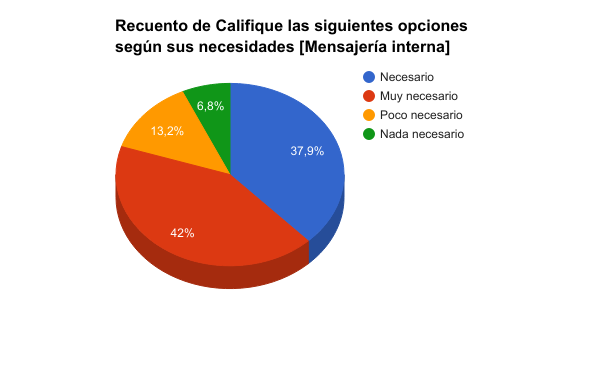 Recuento de Califique las siguientes opciones
según sus necesidades [Mensajería interna]
Necesario
Muy necesario
Poco necesario
Nada necesario
6,8%
13,2%
37,9%
42%